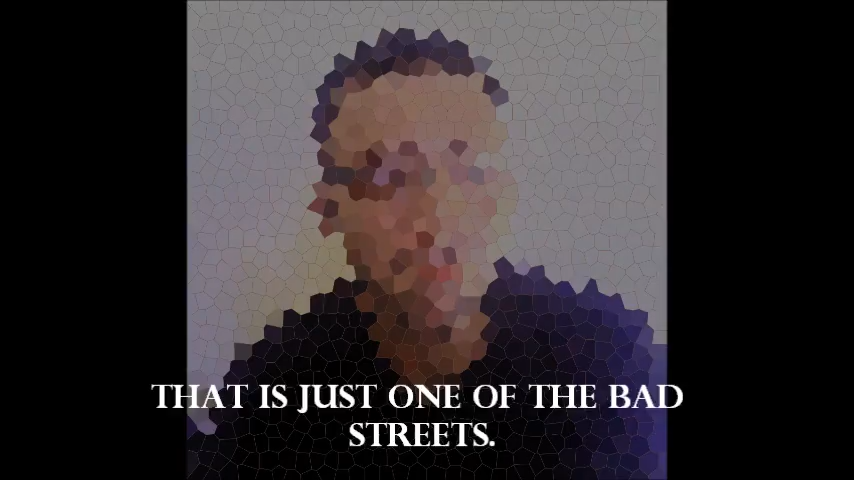 THAT IS JUST ONE OF THE BAD
STREETS.